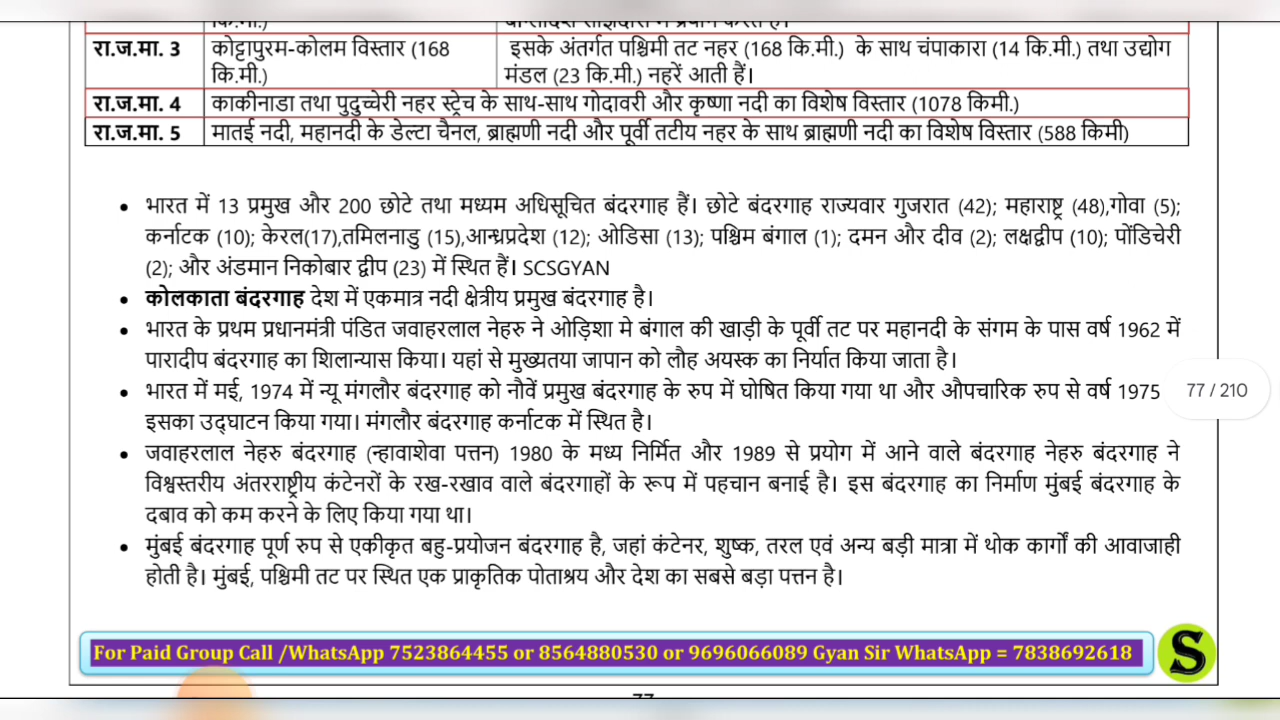 रा.ज.मा. 3 कोट्टापुरम-कोलम विस्तार (168 इसके अंतर्गत पश्चिमी तट नहर (168 कि.मी.) के साथ चंपाकारा (14 कि.मी.) तथा उद्योग
कि.मी.) मंडल (23 कि.मी.) नहरें आती हैं।
रा.ज.मा. 4 काकीनाडा तथा पुदुच्चेरी नहर स्ट्रेच के साथ-साथ गोदावरी और कृष्णा नदी का विशेष विस्तार (1078 किमी.)
रा.ज.मा. 5 मातई नदी, महानदी के डेल्टा चैनल, ब्राह्मणी नदी और पूर्वी तटीय नहर के साथ ब्राह्मणी नदी का विशेष विस्तार (588 किमी)
• भारत में 13 प्रमुख और 200 छोटे तथा मध्यम अधिसूचित बंदरगाह हैं। छोटे बंदरगाह राज्यवार गुजरात (42); महाराष्ट्र (48),गोवा (5);
कर्नाटक (10); केरल(17),तमिलनाडु (15),आन्ध्रप्रदेश (12); ओडिसा (13); पश्चिम बंगाल (1); दमन और दीव (2); लक्षद्वीप (10); पोंडिचेरी
(2); और अंडमान निकोबार द्वीप (23) में स्थित हैं। SCSGYAN
• कोलकाता बंदरगाह देश में एकमात्र नदी क्षेत्रीय प्रमुख बंदरगाह है।
• भारत के प्रथम प्रधानमंत्री पंडित जवाहरलाल नेहरु ने ओड़िशा मे बंगाल की खाड़ी के पूर्वी तट पर महानदी के संगम के पास वर्ष 1962 में
पारादीप बंदरगाह का शिलान्यास किया। यहां से मुख्यतया जापान को लौह अयस्क का निर्यात किया जाता है।
• भारत में मई, 1974 में न्यू मंगलौर बंदरगाह को नौवें प्रमुख बंदरगाह के रुप में घोषित किया गया था और औपचारिक रुप से वर्ष 1975
77 / 210
इसका उद्घाटन किया गया। मंगलौर बंदरगाह कर्नाटक में स्थित है।
• जवाहरलाल नेहरु बंदरगाह (न्हावाशेवा पत्तन) 1980 के मध्य निर्मित और 1989 से प्रयोग में आने वाले बंदरगाह नेहरु बंदरगाह ने
विश्वस्तरीय अंतरराष्ट्रीय कंटेनरों के रख-रखाव वाले बंदरगाहों के रूप में पहचान बनाई है। इस बंदरगाह का निर्माण मुंबई बंदरगाह के
दबाव को कम करने के लिए किया गया था।
• मुंबई बंदरगाह पूर्ण रुप से एकीकृत बहु-प्रयोजन बंदरगाह है, जहां कंटेनर, शुष्क, तरल एवं अन्य बड़ी मात्रा में थोक कार्गों की आवाजाही
होती है। मुंबई, पश्चिमी तट पर स्थित एक प्राकृतिक पोताश्रय और देश का सबसे बड़ा पत्तन है।
For Paid Group Call /WhatsApp 7523864455 or 8564880530 or 9696066089 Gyan Sir WhatsApp = 7838692618
S